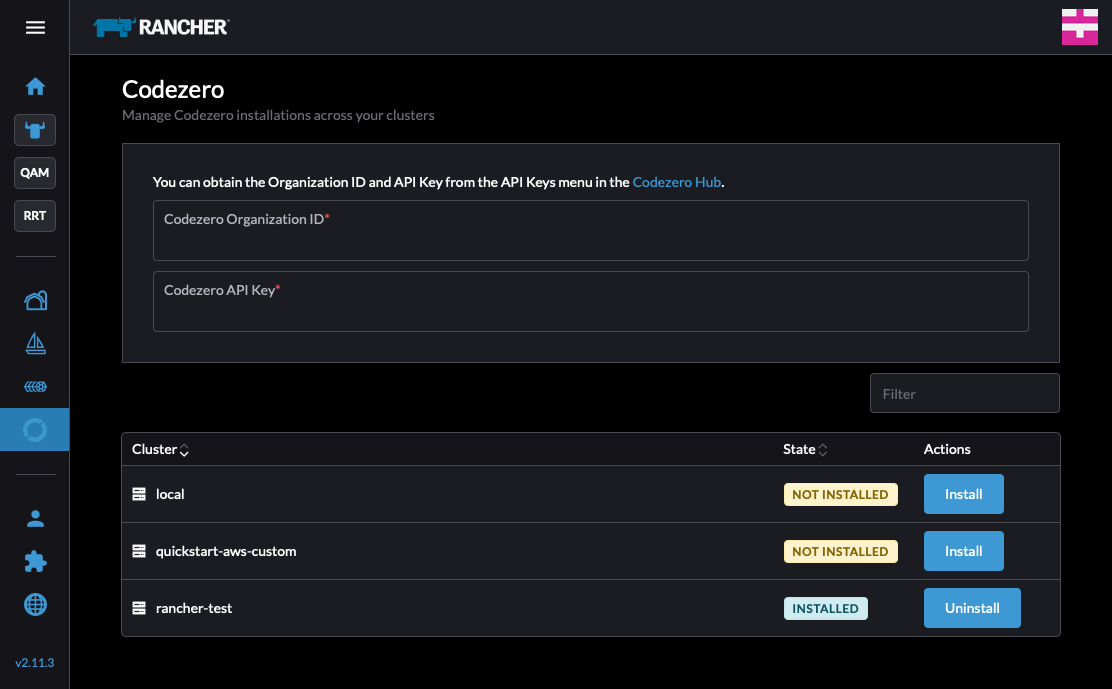 RANCHER
Codezero
Manage Codezero installations across your clusters
QAM
RRT
You can obtain the Organization ID and API Key from the API Keys menu in the Codezero Hub.
Codezero Organization ID*
Codezero API Key*
Filter
Cluster State Actions
local NOT INSTALLED Install
quickstart-aws-custom NOT INSTALLED Install
rancher-test INSTALLED Uninstall
v2.11.3